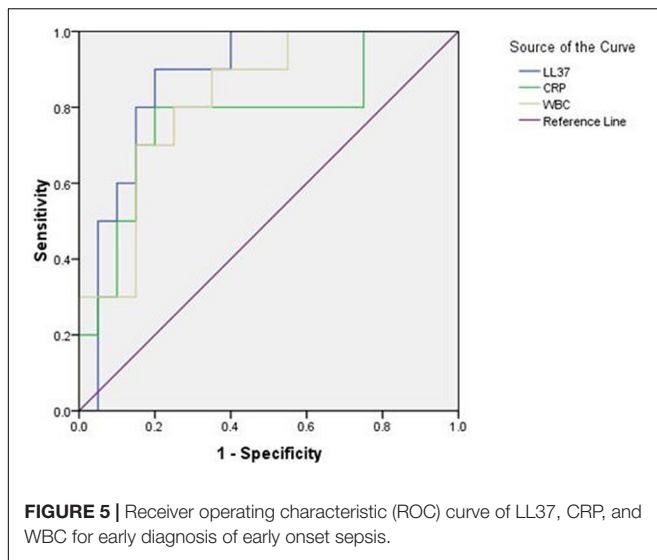 Source of the Curve
LL37
CRP
WBC
Reference Line
1.0
0.8
0.6
0.4
0.2
0.0
Sensitivity
0.0 0.2 0.4 0.6 0.8 1.0
1 - Specificity
FIGURE 5 | Receiver operating characteristic (ROC) curve of LL37, CRP, and
WBC for early diagnosis of early onset sepsis.